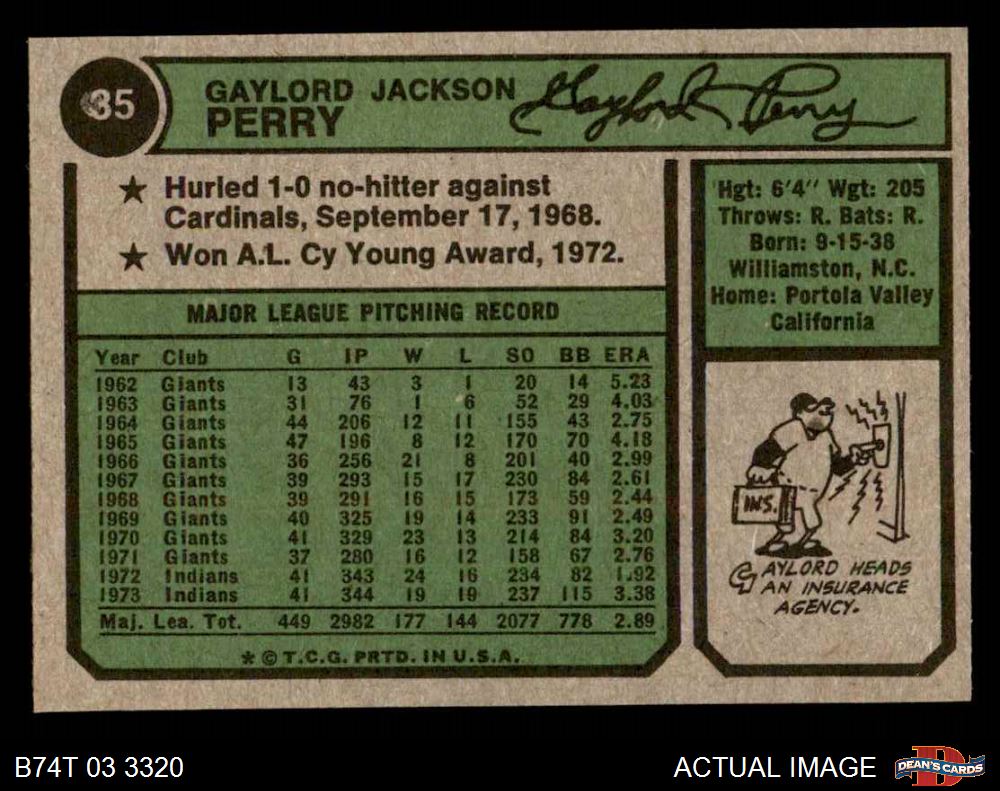 35
GAYLORD JACKSON
PERRY
Gaylord Perry
★ Hurled 1-0 no-hitter against
Cardinals, September 17, 1968.
★ Won A.L. Cy Young Award, 1972.
MAJOR LEAGUE PITCHING RECORD
Year Club G IP W L SO BB ERA
1962 Giants 13 43 3 1 20 14 5.23
1963 Giants 31 76 1 6 52 29 4.03
1964 Giants 44 206 12 11 155 43 2.75
1965 Giants 47 196 8 12 170 70 4.18
1966 Giants 36 256 21 8 201 40 2.99
1967 Giants 39 293 15 17 230 84 2.61
1968 Giants 39 291 16 15 173 59 2.44
1969 Giants 40 325 19 14 233 91 2.49
1970 Giants 41 329 23 13 214 84 3.20
1971 Giants 37 280 16 12 158 67 2.76
1972 Indians 41 343 24 16 234 82 1.92
1973 Indians 41 344 19 19 237 115 3.38
Maj. Lea. Tot. 449 2982 177 144 2077 778 2.89
* © T.C.G. PRTD. IN U.S.A.
Hgt: 6'4" Wgt: 205
Throws: R. Bats: R.
Born: 9-15-38
Williamston, N.C.
Home: Portola Valley
California
INS.
GAYLORD HEADS
AN INSURANCE
AGENCY.
B74T 03 3320
ACTUAL IMAGE
D
DEAN'S CARDS